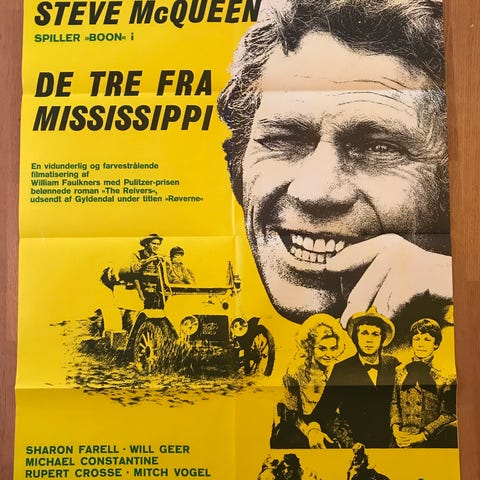 STEVE McQUEEN
SPILLER »BOON« i
DE TRE FRA
MISSISSIPPI
En vidunderlig og farvestrålende
filmatisering af
William Faulkners med Pulitzer-prisen
belønnede roman »The Reivers«,
udsendt af Gyldendal under titlen »Røverne«
SHARON FARELL · WILL GEER
MICHAEL CONSTANTINE
RUPERT CROSSE · MITCH VOGEL